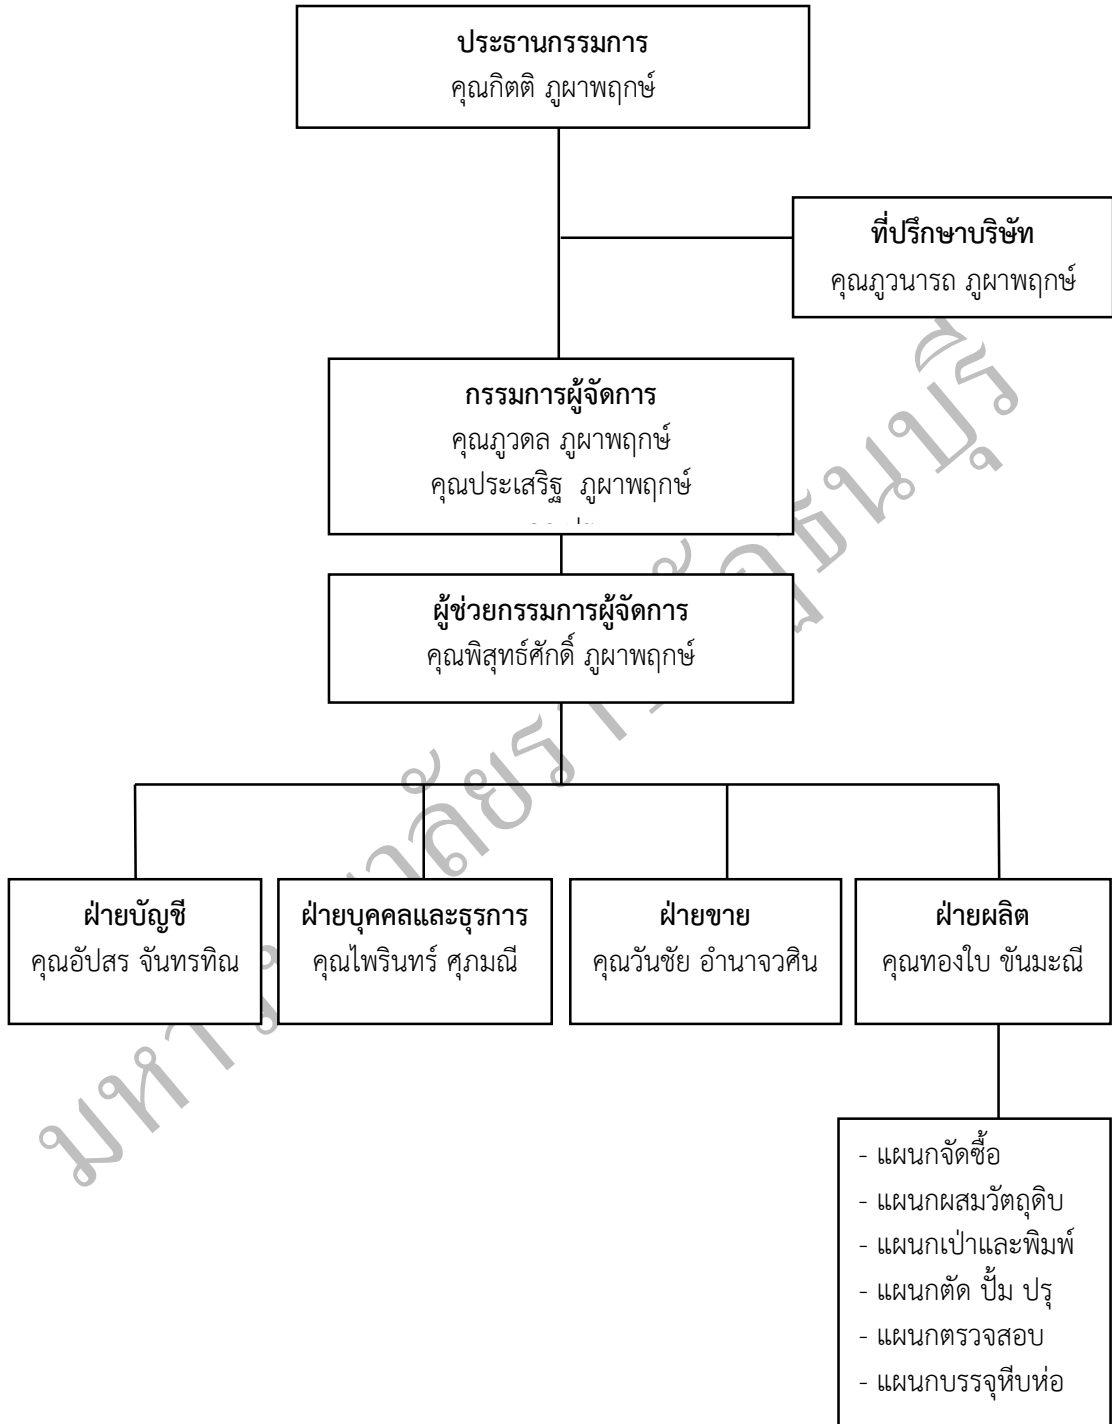 ประธานกรรมการ
คุณกิตติ ภูผาพฤกษ์
ที่ปรึกษาบริษัท
คุณภูวนารถ ภูผาพฤกษ์
กรรมการผู้จัดการ
คุณภูวดล ภูผาพฤกษ์
คุณประเสริฐ  ภูผาพฤกษ์
ผู้ช่วยกรรมการผู้จัดการ
คุณพิสุทธ์ศักดิ์ ภูผาพฤกษ์
ฝ่ายบัญชี
คุณอัปสร จันทรทิณ
ฝ่ายบุคคลและธุรการ
คุณไพรินทร์ ศุภมณี
ฝ่ายขาย
คุณวันชัย อำนาจวศิน
ฝ่ายผลิต
คุณทองใบ ขันมะณี
- แผนกจัดซื้อ
- แผนกผสมวัตถุดิบ
- แผนกเป่าและพิมพ์
- แผนกตัด ปั้ม ปรุ
- แผนกตรวจสอบ
- แผนกบรรจุหีบห่อ